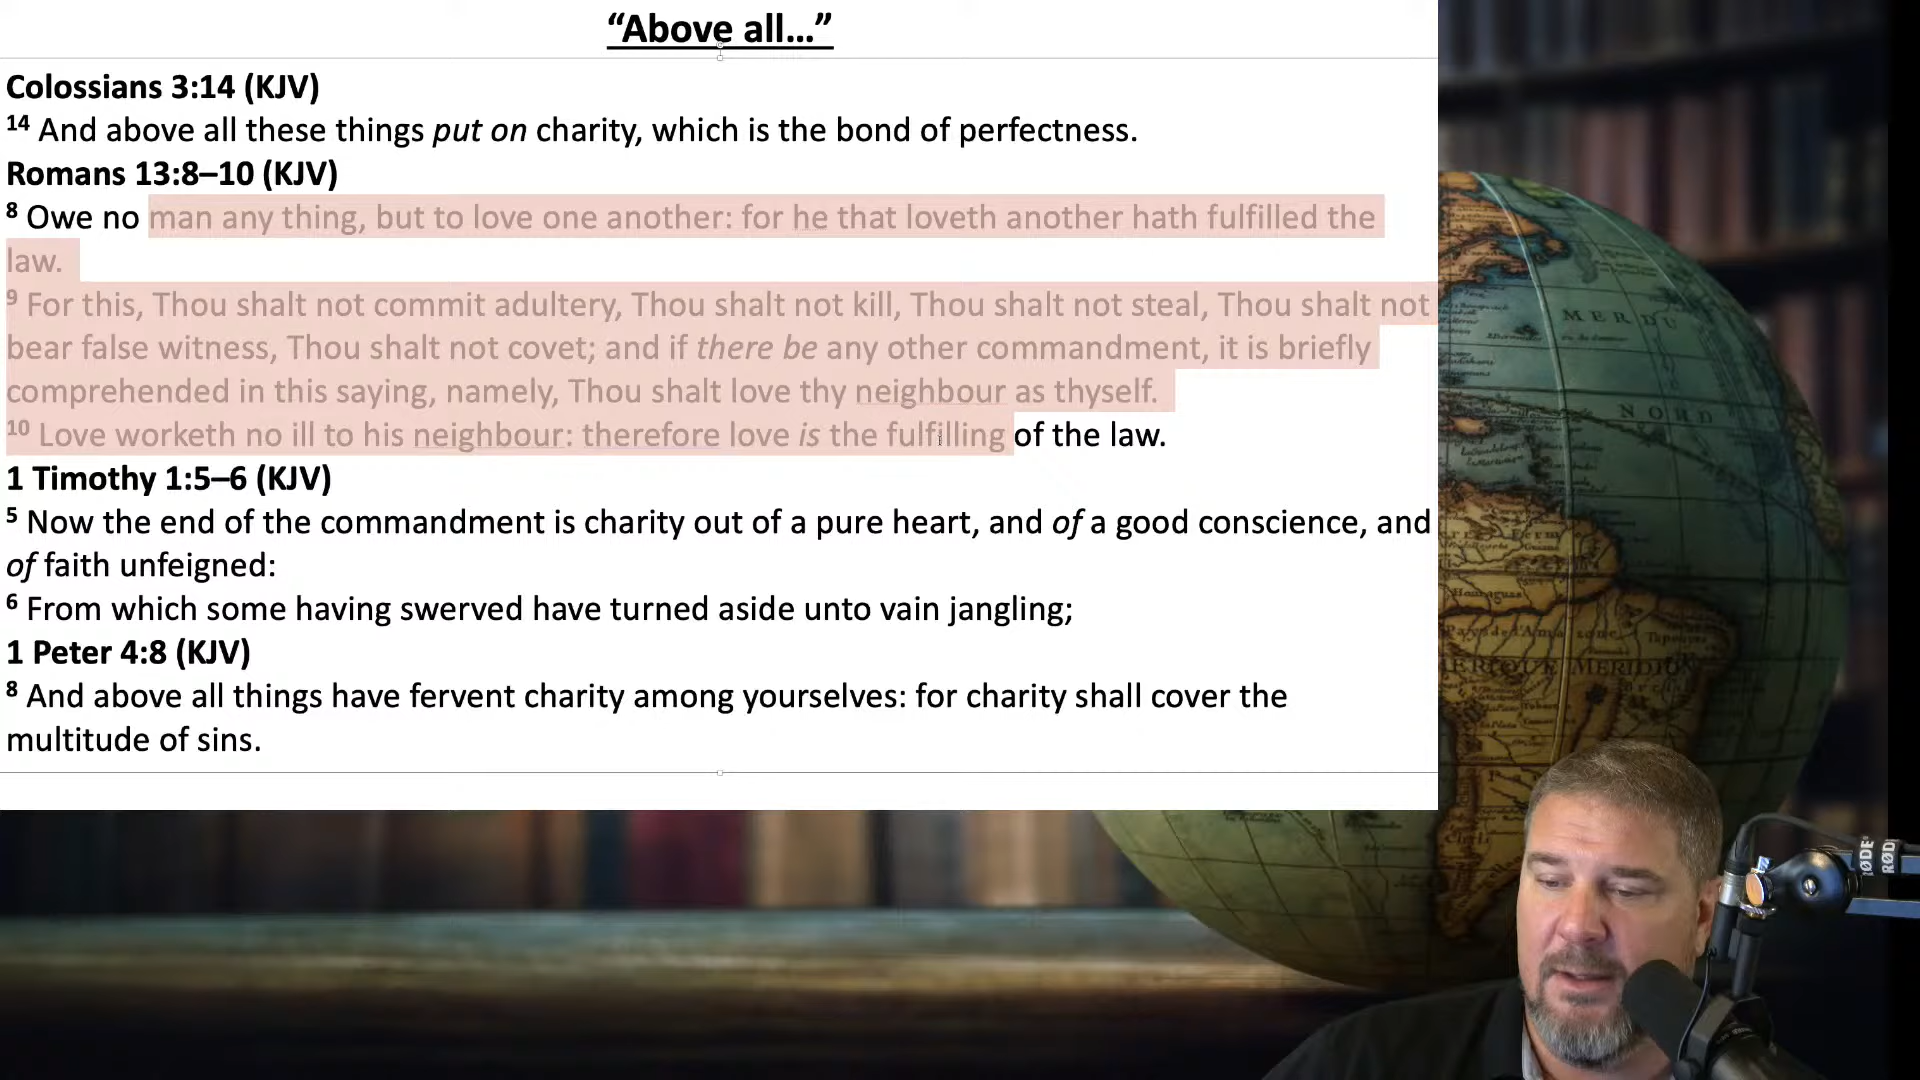 “Above all...”
Colossians 3:14 (KJV)
14 And above all these things put on charity, which is the bond of perfectness.
Romans 13:8–10 (KJV)
8 Owe no man any thing, but to love one another: for he that loveth another hath fulfilled the
law.
9 For this, Thou shalt not commit adultery, Thou shalt not kill, Thou shalt not steal, Thou shalt not
bear false witness, Thou shalt not covet; and if there be any other commandment, it is briefly
comprehended in this saying, namely, Thou shalt love thy neighbour as thyself.
10 Love worketh no ill to his neighbour: therefore love is the fulfilling of the law.
1 Timothy 1:5–6 (KJV)
5 Now the end of the commandment is charity out of a pure heart, and of a good conscience, and
of faith unfeigned:
6 From which some having swerved have turned aside unto vain jangling;
1 Peter 4:8 (KJV)
8 And above all things have fervent charity among yourselves: for charity shall cover the
multitude of sins.
MER DU
NORD
MERIDIO
RØDE
RØDE